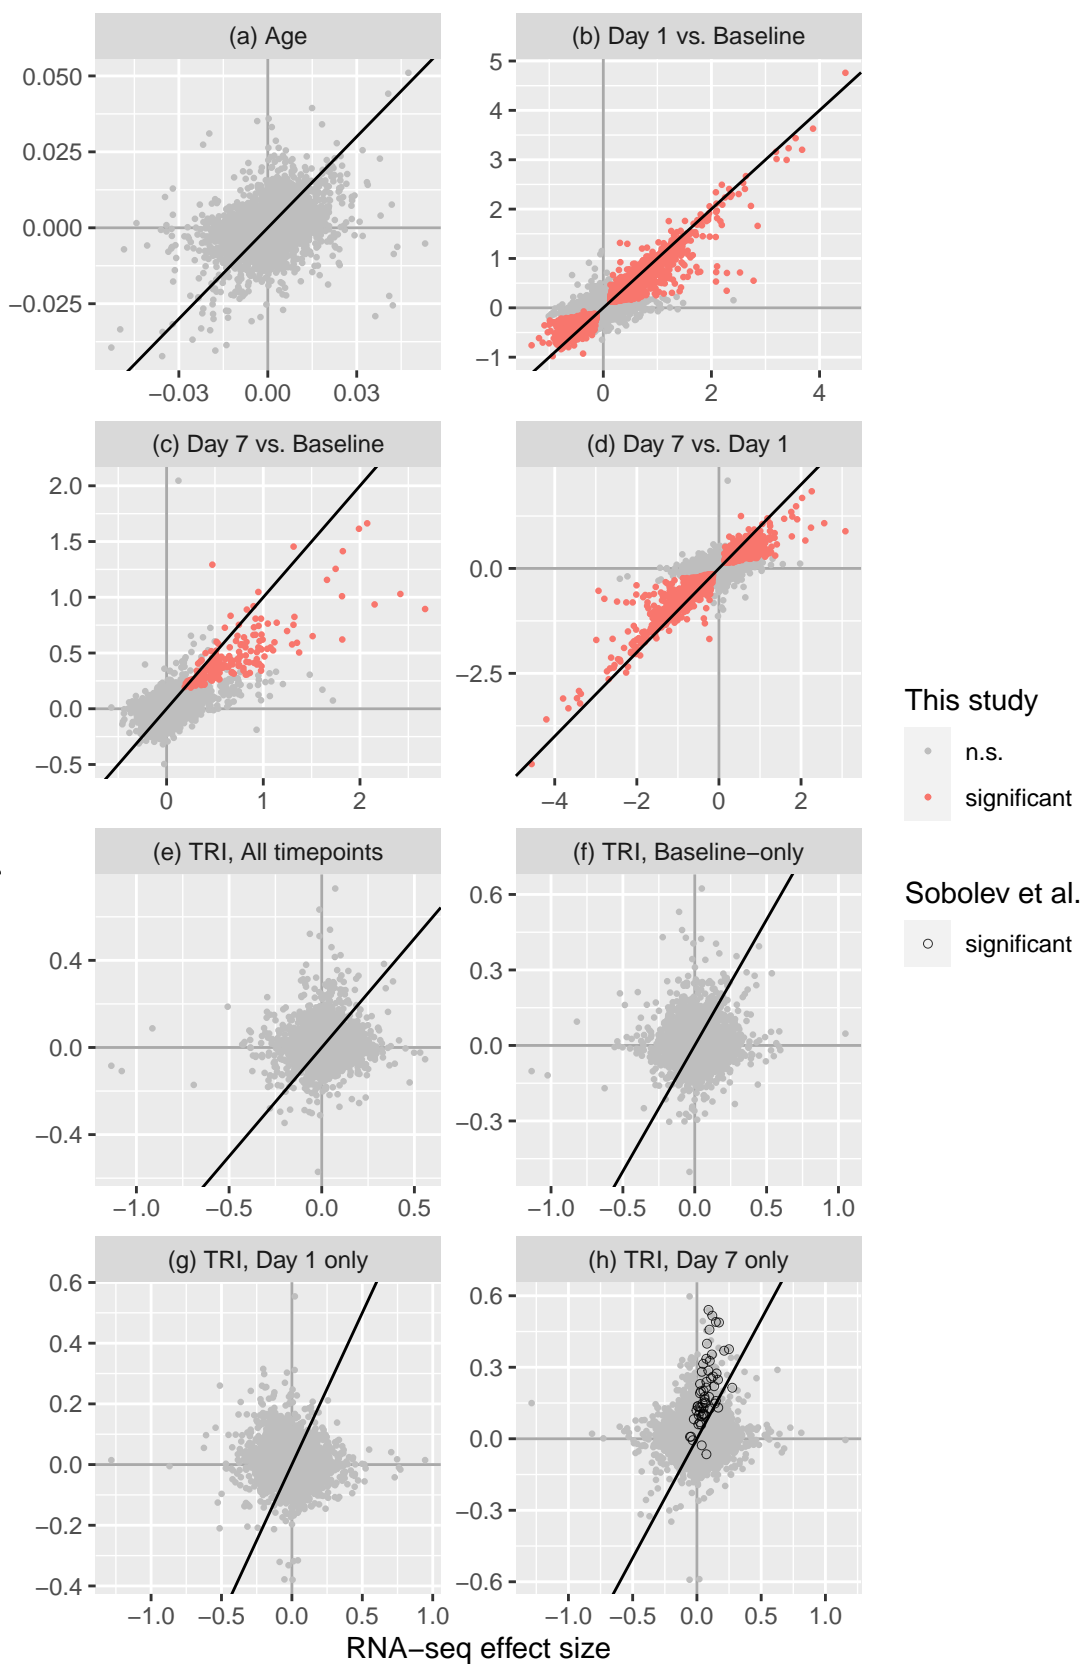 (a) Age
(b) Day 1 vs. Baseline
0.050
0.025
0.000
−0.025
−0.03 0.00 0.03
5
4
3
2
1
0
−1
0 2 4
(c) Day 7 vs. Baseline
(d) Day 7 vs. Day 1
2.0
1.5
1.0
0.5
0.0
−0.5
0 1 2
0.0
−2.5
−4 −2 0 2
This study
n.s.
significant
Sobolev et al.
significant
(e) TRI, All timepoints
(f) TRI, Baseline−only
0.4
0.0
−0.4
−1.0 −0.5 0.0 0.5
0.6
0.3
0.0
−0.3
−1.0 −0.5 0.0 0.5 1.0
(g) TRI, Day 1 only
(h) TRI, Day 7 only
0.6
0.4
0.2
0.0
−0.2
−0.4
−1.0 −0.5 0.0 0.5 1.0
0.6
0.3
0.0
−0.3
−0.6
−1.0 −0.5 0.0 0.5 1.0
RNA−seq effect size